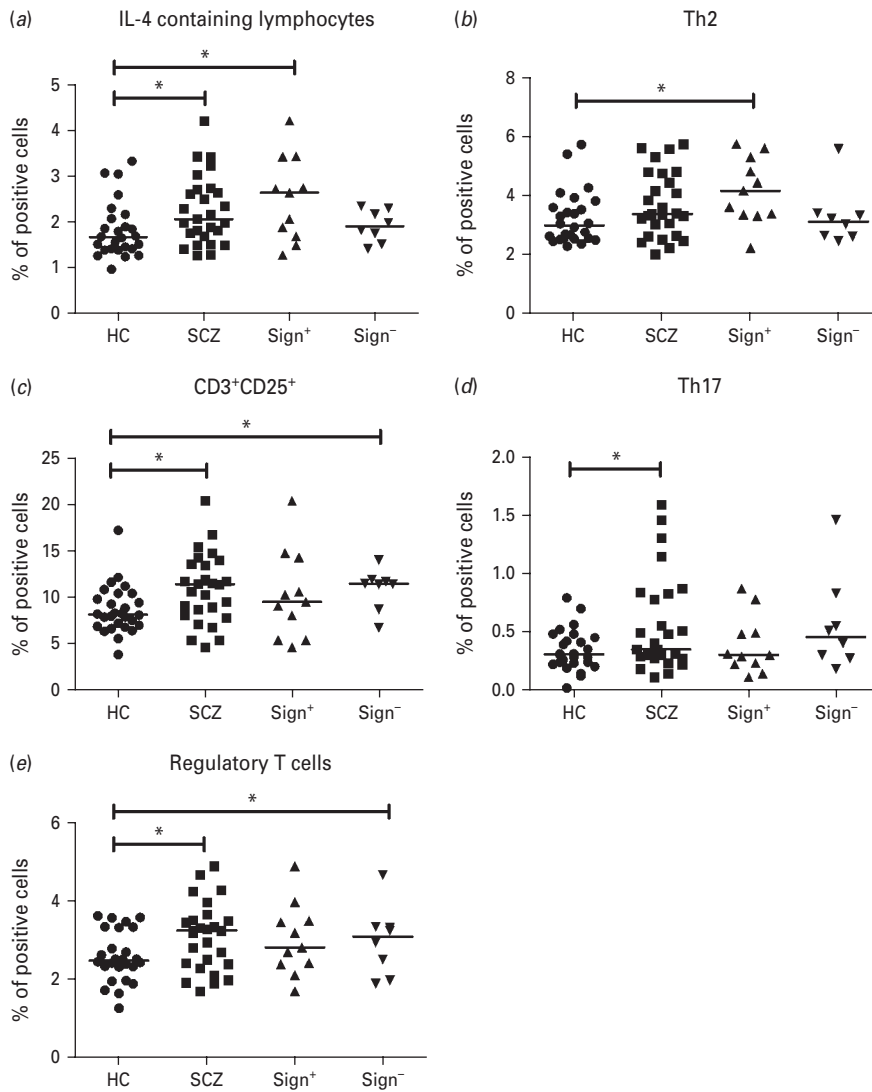 (a) IL-4 containing lymphocytes
*
*
5
4
3
2
1
0
% of positive cells
HC SCZ Sign⁺ Sign⁻
(b) Th2
*
8
6
4
2
0
% of positive cells
HC SCZ Sign⁺ Sign⁻
(c) CD3⁺CD25⁺
*
*
25
20
15
10
5
0
% of positive cells
HC SCZ Sign⁺ Sign⁻
(d) Th17
*
2.0
1.5
1.0
0.5
0.0
% of positive cells
HC SCZ Sign⁺ Sign⁻
(e) Regulatory T cells
*
*
6
4
2
0
% of positive cells
HC SCZ Sign⁺ Sign⁻